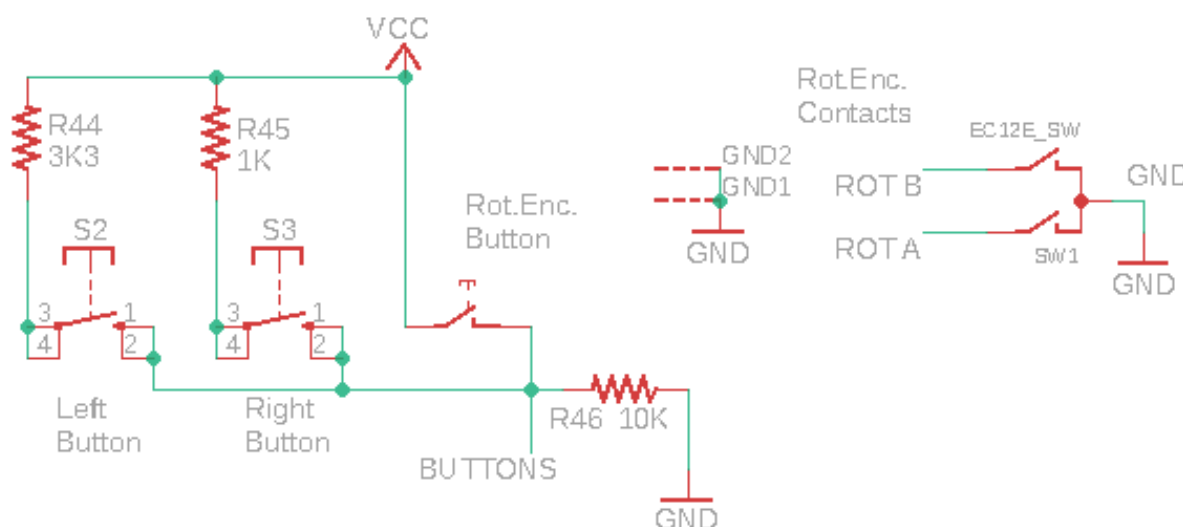 VCC
R44
3K3
R45
1K
S2
S3
3
1
4
2
3
1
4
2
Left
Button
Right
Button
Rot.Enc.
Button
BUTTONS
R46 10K
GND
GND2
GND1
GND
Rot.Enc.
Contacts
EC12E_SW
ROT B
ROT A
SW1
GND
GND